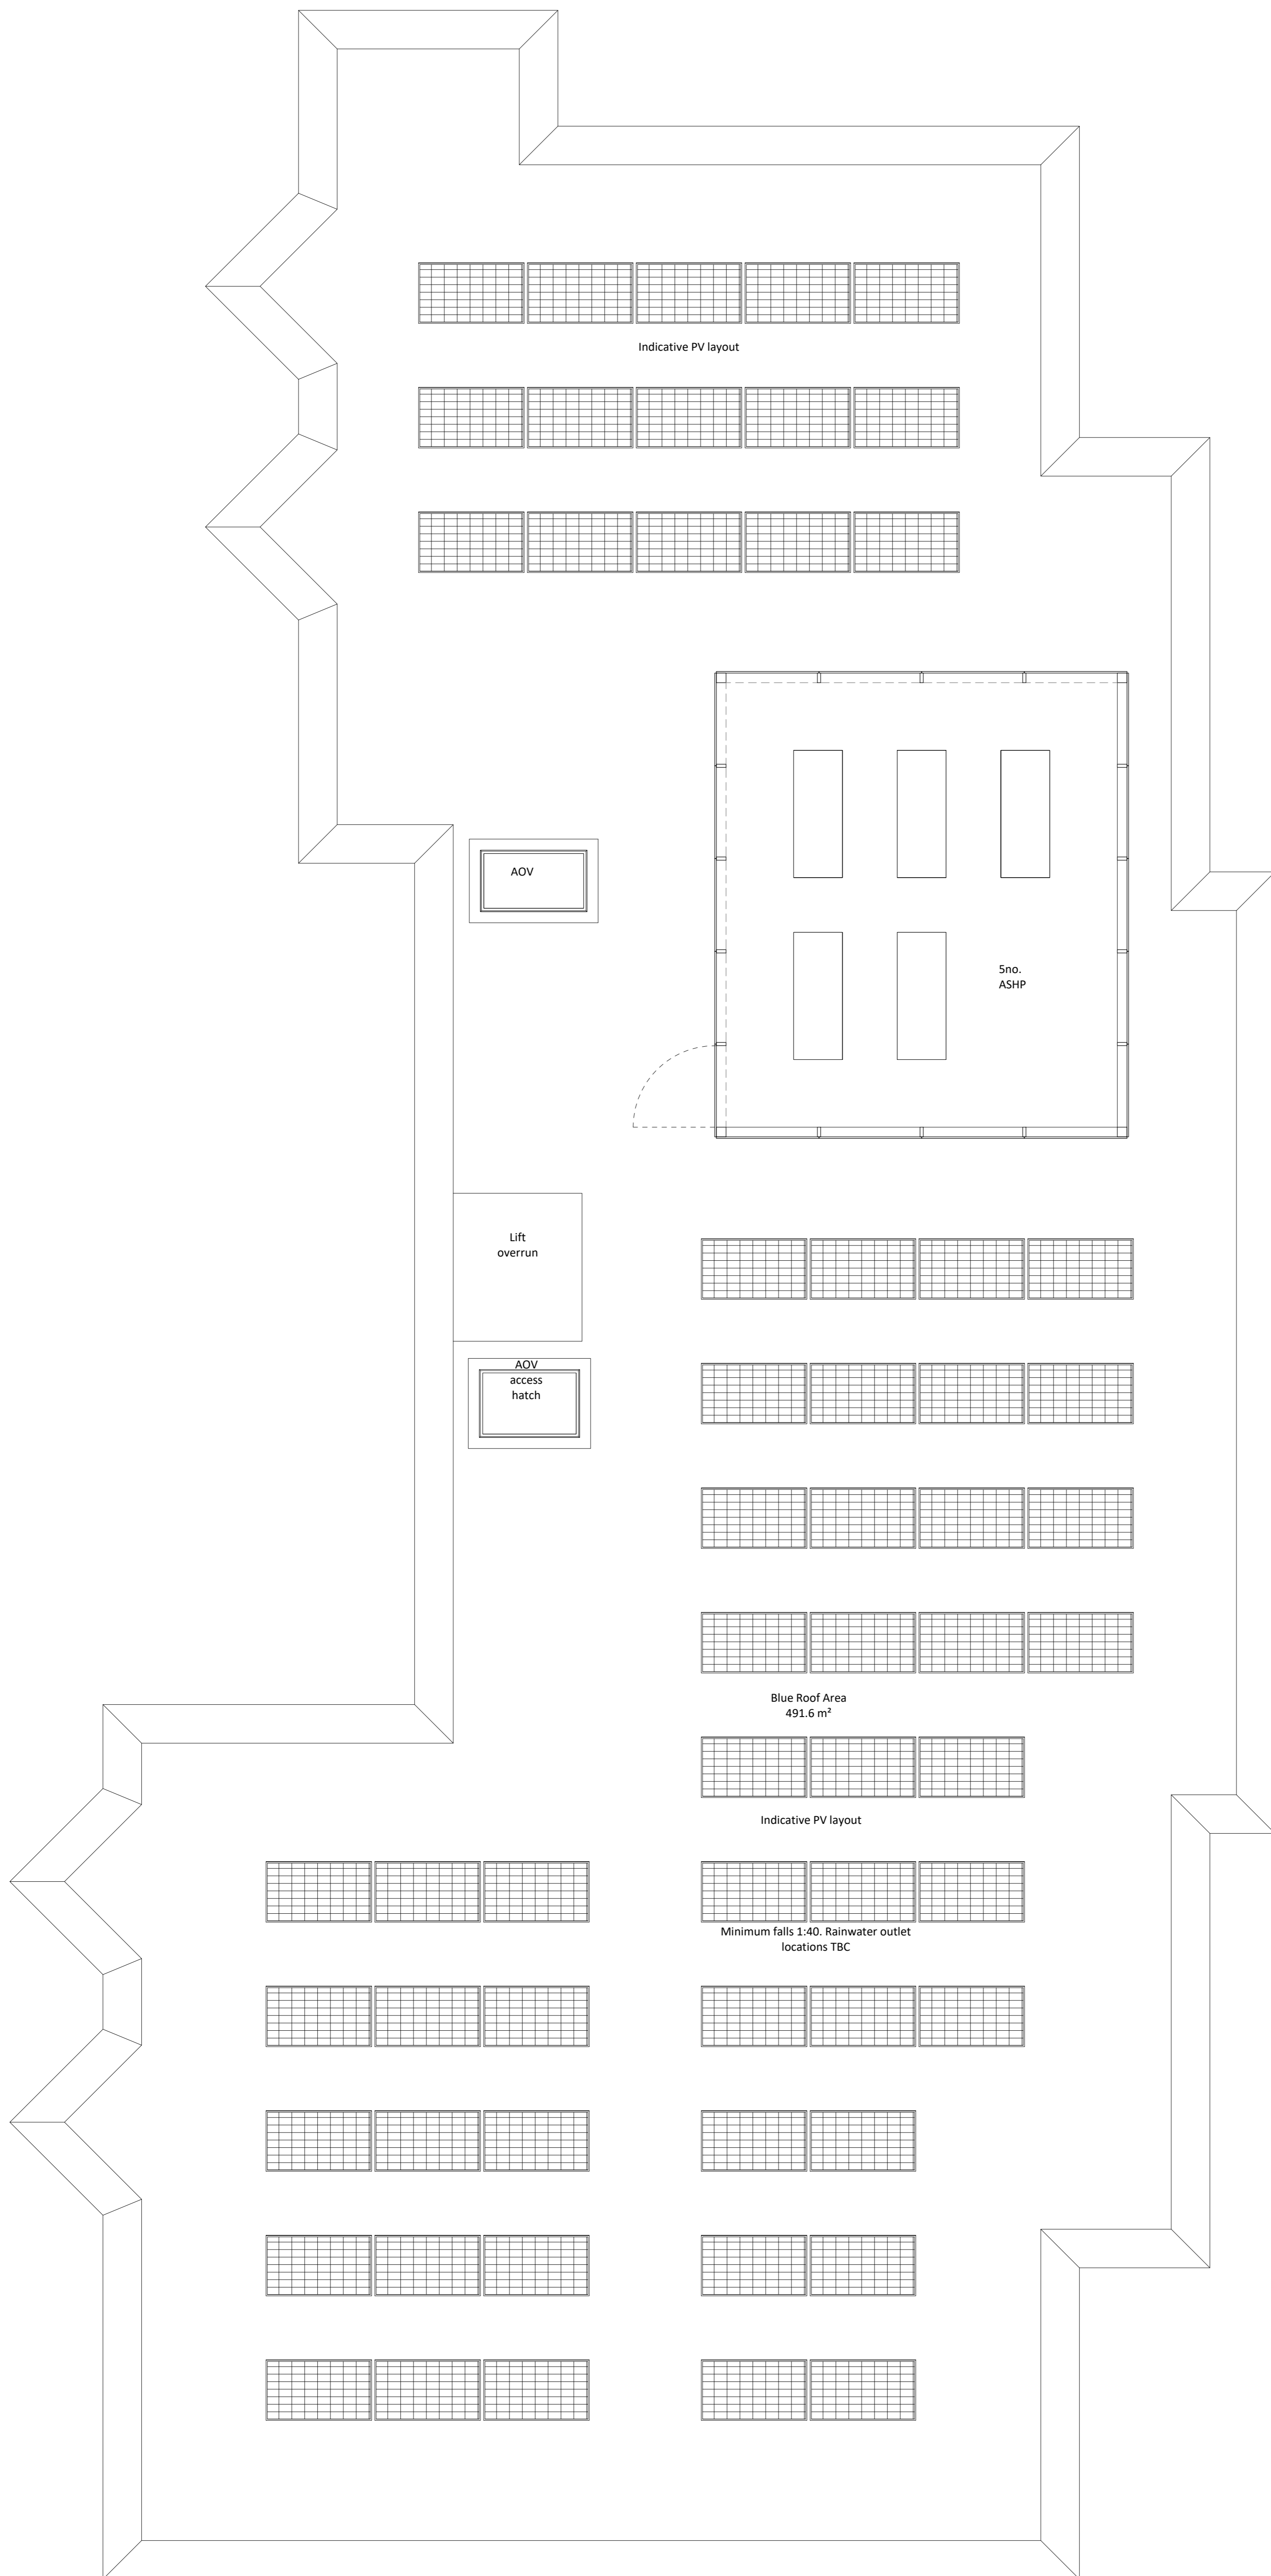 Indicative PV layout
AOV
5no.
ASHP
Lift
overrun
AOV
access
hatch
Blue Roof Area
491.6 m²
Indicative PV layout
Minimum falls 1:40. Rainwater outlet
locations TBC